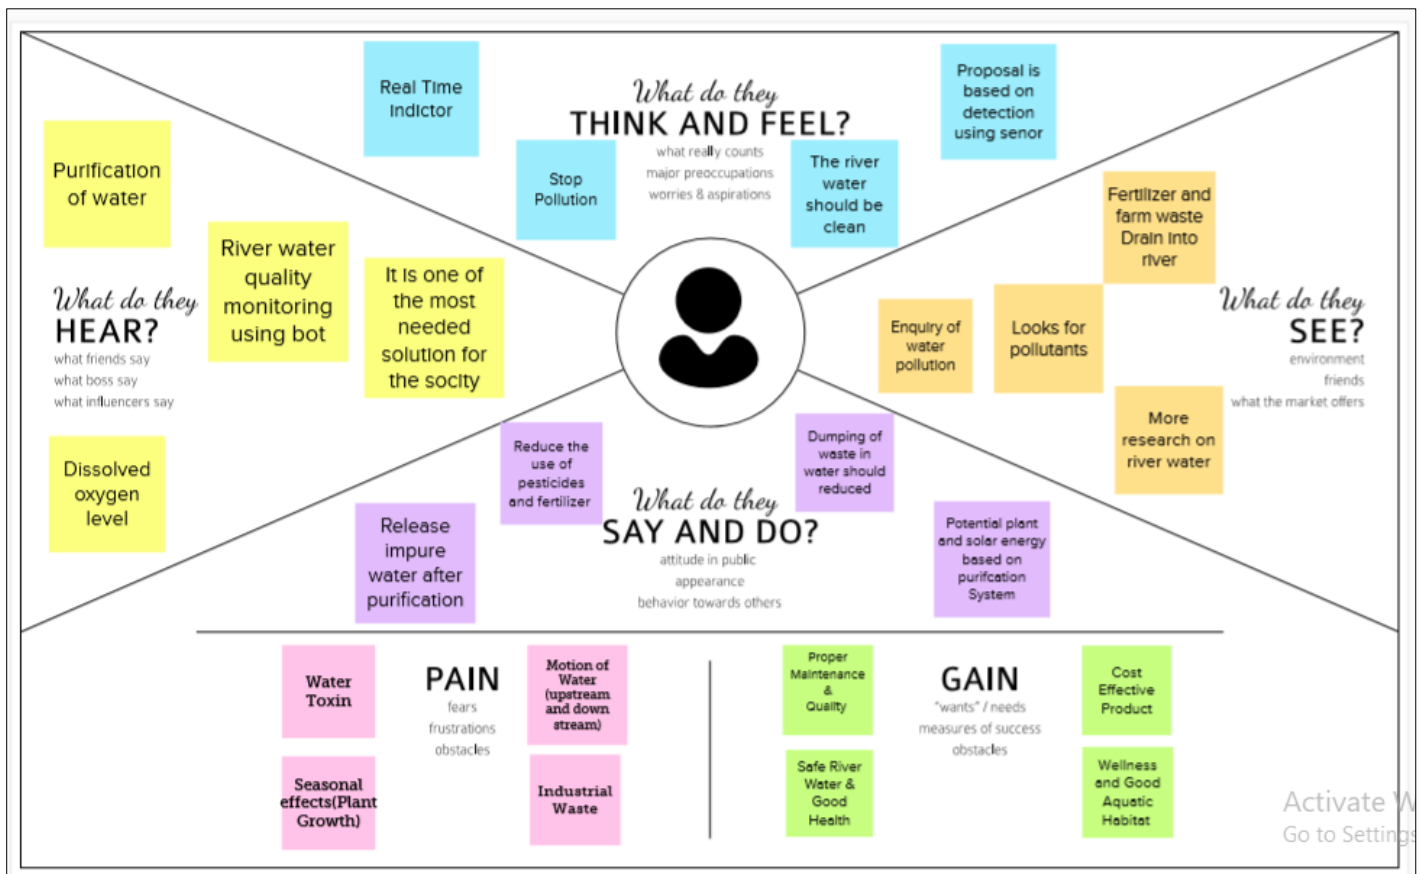 Real Time
Indictor
What do they
THINK AND FEEL?
what really counts
major preoccupations
worries & aspirations
Stop
Pollution
The river
water
should be
clean
Proposal is
based on
detection
using senor
Purification
of water
River water
quality
monitoring
using bot
It is one of
the most
needed
solution for
the socity
What do they
HEAR?
what friends say
what boss say
what influencers say
Dissolved
oxygen
level
Fertilizer and
farm waste
Drain into
river
Enquiry of
water
pollution
Looks for
pollutants
What do they
SEE?
environment
friends
what the market offers
More
research on
river water
Reduce the
use of
pesticides
and fertilizer
Release
impure
water after
purification
What do they
SAY AND DO?
attitude in public
appearance
behavior towards others
Dumping of
waste in
water should
reduced
Potential plant
and solar energy
based on
purifcation
System
Water
Toxin
PAIN
fears
frustrations
obstacles
Motion of
Water
(upstream
and down
stream)
Seasonal
effects(Plant
Growth)
Industrial
Waste
Proper
Maintenance
&
Quality
GAIN
"wants" / needs
measures of success
obstacles
Cost
Effective
Product
Safe River
Water &
Good
Health
Wellness
and Good
Aquatic
Habitat
Activate W
Go to Settings